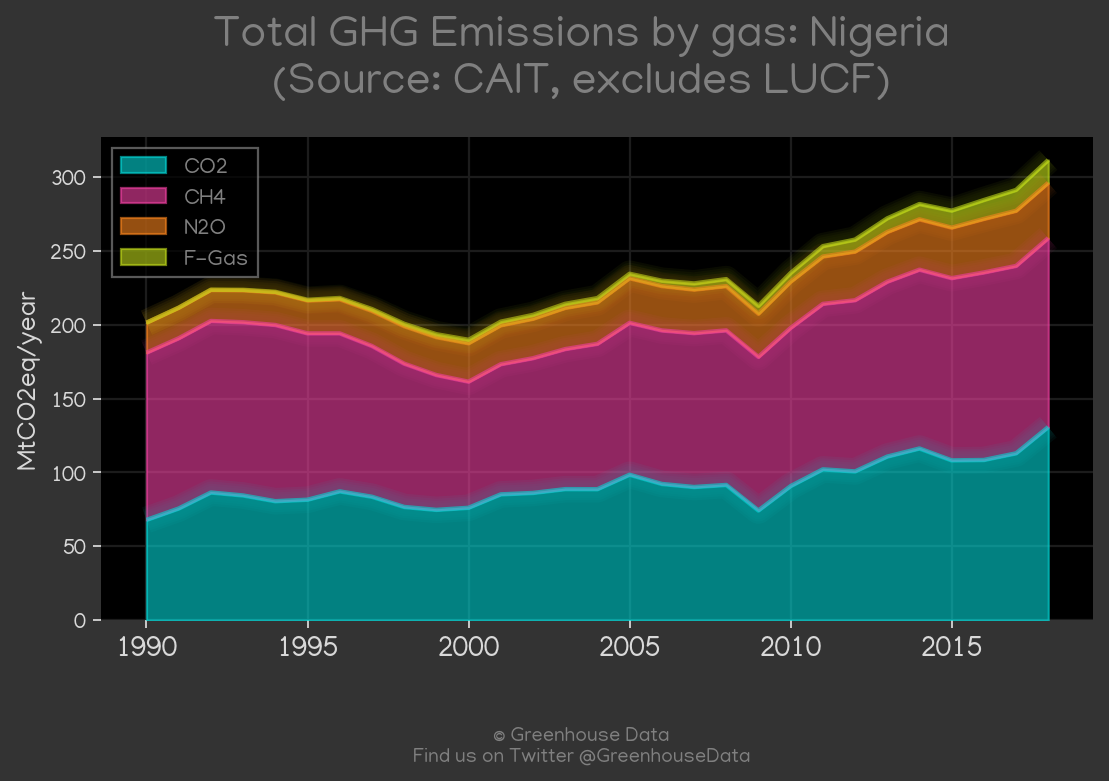 Total GHG Emissions by gas: Nigeria
(Source: CAIT, excludes LUCF)
CO2
CH4
N2O
F-Gas
300
250
200
150
100
50
0
MtCO2eq/year
1990 1995 2000 2005 2010 2015
© Greenhouse Data
Find us on Twitter @GreenhouseData